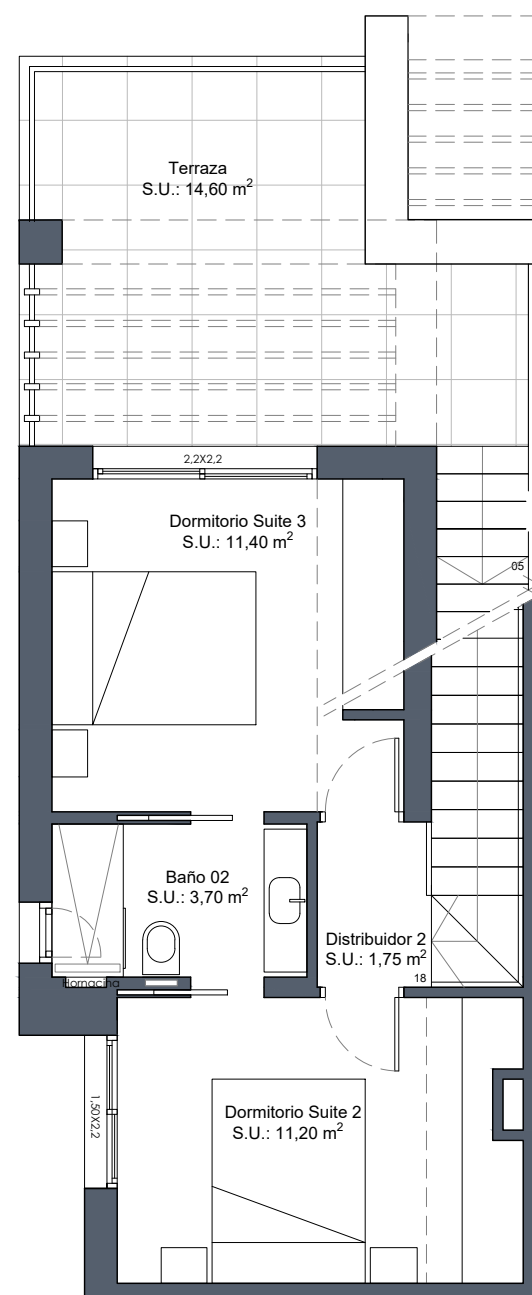 Terraza
S.U.: 14,60 m²
2,2X2,2
Dormitorio Suite 3
S.U.: 11,40 m²
05
Baño 02
S.U.: 3,70 m²
Distribuidor 2
S.U.: 1,75 m²
18
Hornacina
1,50X2,2
Dormitorio Suite 2
S.U.: 11,20 m²